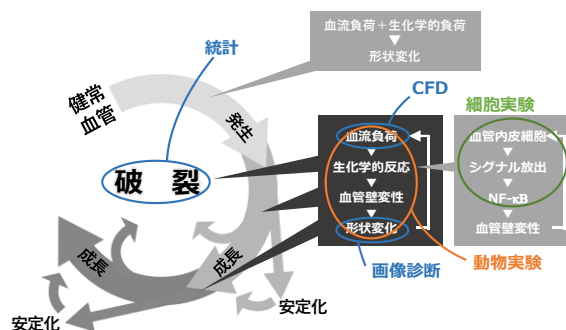 血流負荷＋生化学的負荷
形状変化
統計
健常
血管
発生
CFD
細胞実験
血流負荷
生化学的反応
血管壁変性
形状変化
血管内皮細胞
シグナル放出
NF-κB
血管壁変性
破 裂
成長
成長
画像診断
動物実験
安定化
安定化